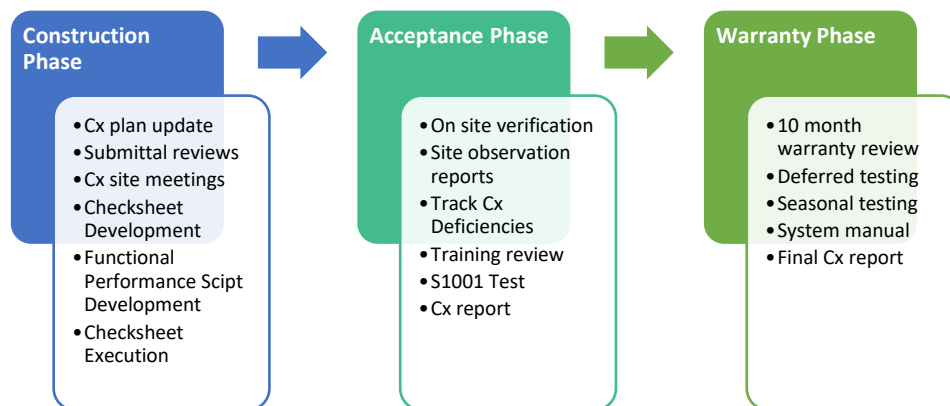 Construction
Phase
•Cx plan update
•Submittal reviews
•Cx site meetings
•Checksheet
Development
•Functional
Performance Scipt
Development
•Checksheet
Execution
Acceptance Phase
•On site verification
•Site observation
reports
•Track Cx
Deficiencies
•Training review
•S1001 Test
•Cx report
Warranty Phase
•10 month
warranty review
•Deferred testing
•Seasonal testing
•System manual
•Final Cx report